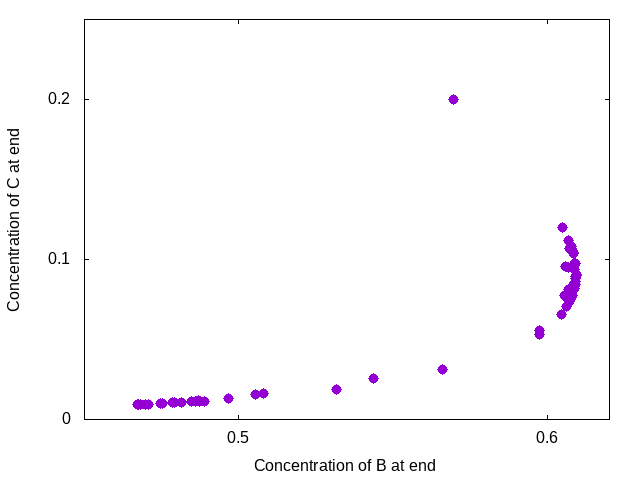 Concentration of C at end
0.2
0.1
0
0.5
0.6
Concentration of B at end